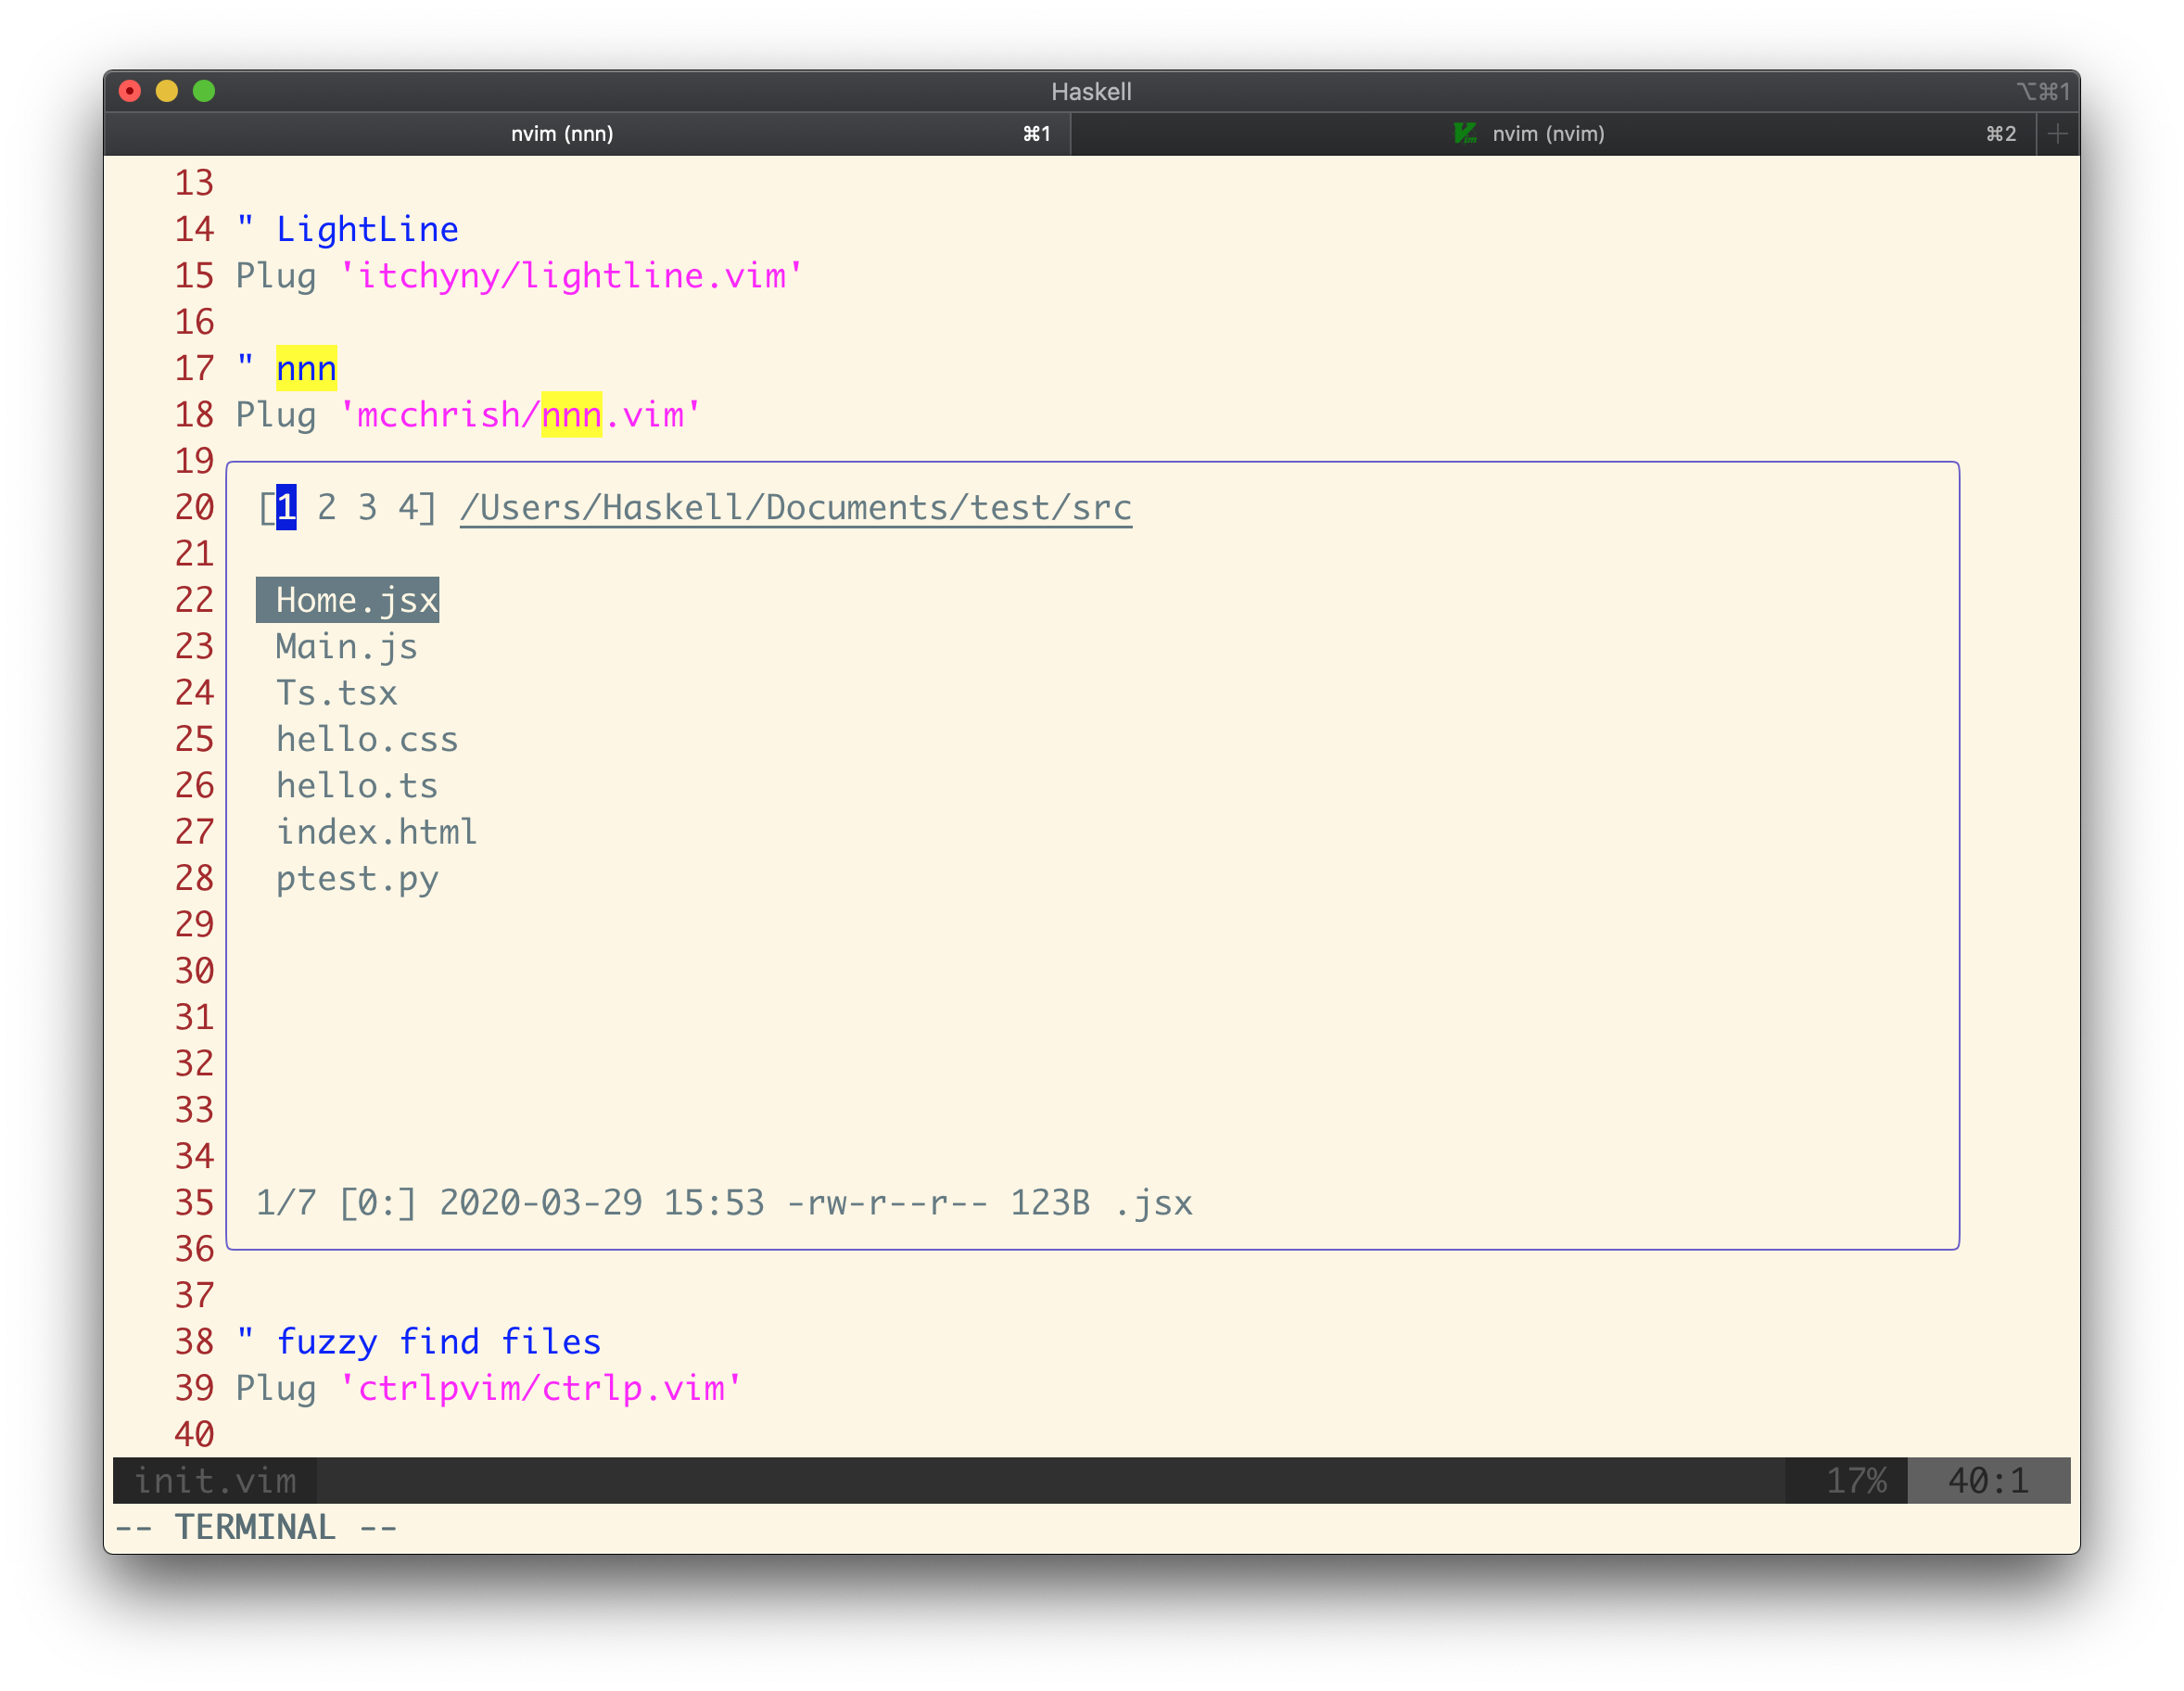 Haskell ⌥⌘1
nvim (nnn) ⌘1 Vim nvim (nvim) ⌘2 +
13
14 " LightLine
15 Plug 'itchyny/lightline.vim'
16
17 " nnn
18 Plug 'mcchrish/nnn.vim'
19
20 [1 2 3 4] /Users/Haskell/Documents/test/src
21
22 Home.jsx
23 Main.js
24 Ts.tsx
25 hello.css
26 hello.ts
27 index.html
28 ptest.py
29
30
31
32
33
34
35 1/7 [0:] 2020-03-29 15:53 -rw-r--r-- 123B .jsx
36
37
38 " fuzzy find files
39 Plug 'ctrlpvim/ctrlp.vim'
40
init.vim 17% 40:1
-- TERMINAL --